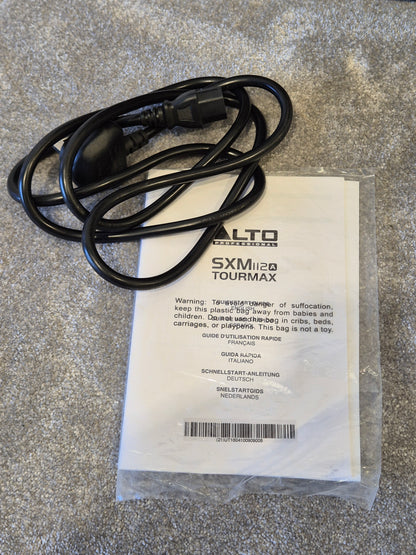 ALTO
PROFESSIONAL
SXM112A
TOURMAX
Warning: To avoid danger of suffocation,
keep this plastic bag away from babies and
children. Do not use this bag in cribs, beds,
carriages, or playpens. This bag is not a toy.
ENGLISH
GUIDE D'UTILISATION RAPIDE
FRANÇAIS
GUIDA RAPIDA
ITALIANO
SCHNELLSTART-ANLEITUNG
DEUTSCH
SNELSTARTGIDS
NEDERLANDS